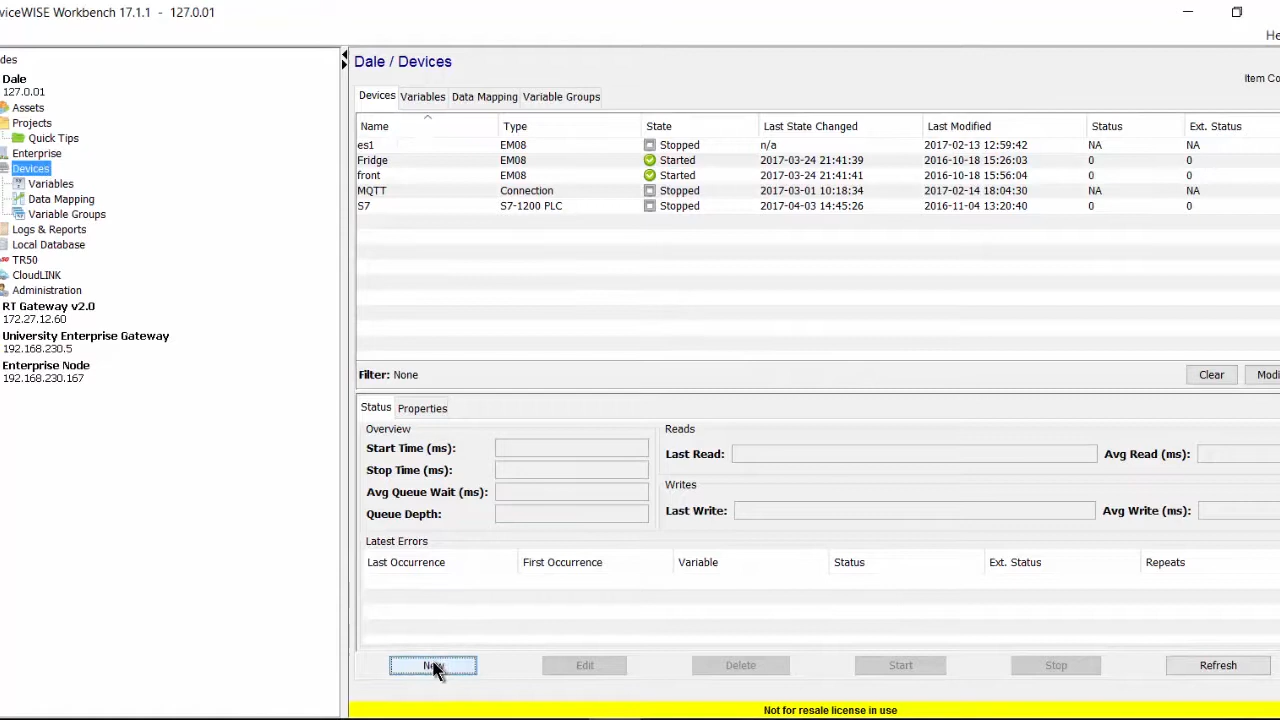 viceWISE Workbench 17.1.1 - 127.0.01
He
des
Dale
127.0.01
Assets
Projects
Quick Tips
Enterprise
Devices
Variables
Data Mapping
Variable Groups
Logs & Reports
Local Database
TR50
CloudLINK
Administration
RT Gateway v2.0
172.27.12.60
University Enterprise Gateway
192.168.230.5
Enterprise Node
192.168.230.167
Dale / Devices
Item Co
Devices Variables Data Mapping Variable Groups
Name Type State Last State Changed Last Modified Status Ext. Status
es1 EM08 Stopped n/a 2017-02-13 12:59:42 NA NA
Fridge EM08 Started 2017-03-24 21:41:39 2016-10-18 15:26:03 0 0
front EM08 Started 2017-03-24 21:41:41 2016-10-18 15:56:04 0 0
MQTT Connection Stopped 2017-03-01 10:18:34 2017-02-14 18:04:30 NA NA
S7 S7-1200 PLC Stopped 2017-04-03 14:45:26 2016-11-04 13:20:40 0 0
Filter: None Clear Modi
Status Properties
Overview
Start Time (ms):
Stop Time (ms):
Avg Queue Wait (ms):
Queue Depth:
Reads
Last Read: Avg Read (ms):
Writes
Last Write: Avg Write (ms):
Latest Errors
Last Occurrence First Occurrence Variable Status Ext. Status Repeats
New Edit Delete Start Stop Refresh
Not for resale license in use